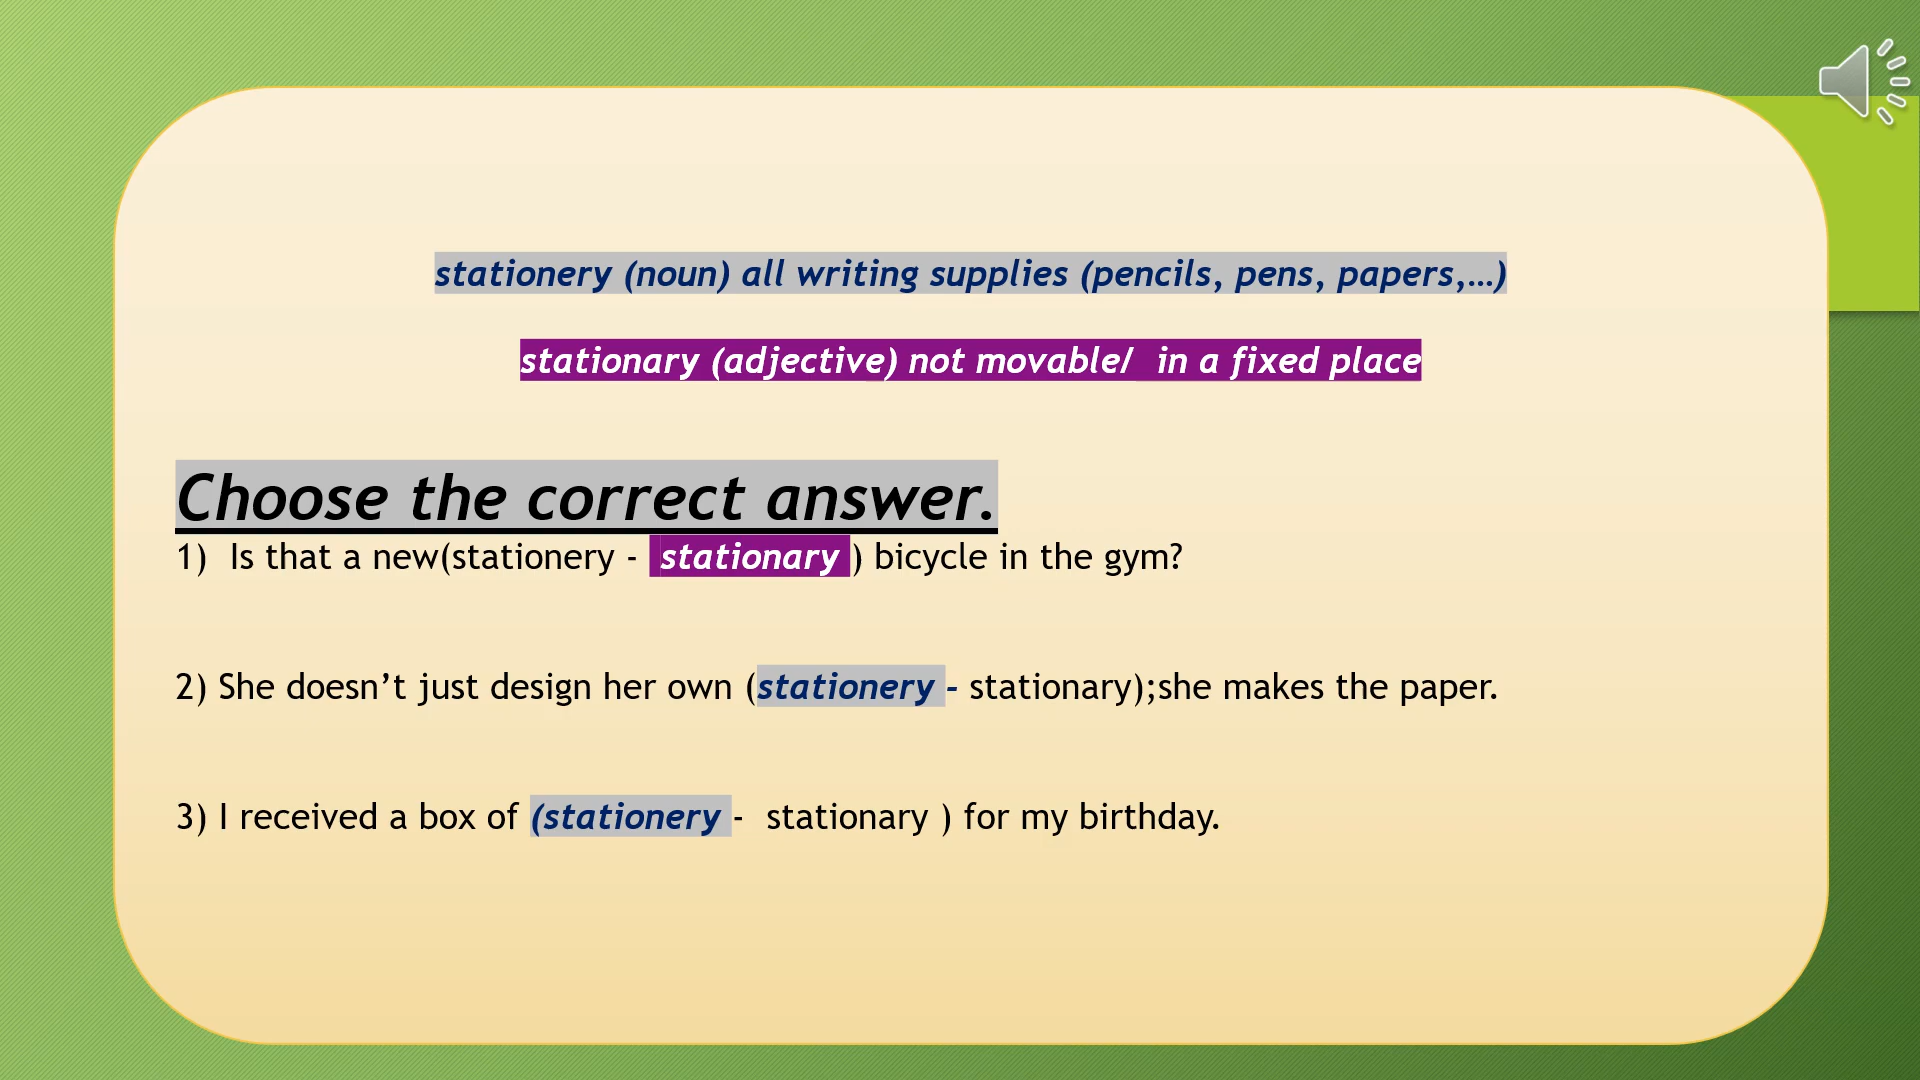 stationery (noun) all writing supplies (pencils, pens, papers,…)
stationary (adjective) not movable/  in a fixed place
Choose the correct answer.
1)  Is that a new(stationery -  stationary ) bicycle in the gym?
2) She doesn’t just design her own (stationery - stationary);she makes the paper.
3) I received a box of (stationery -  stationary ) for my birthday.